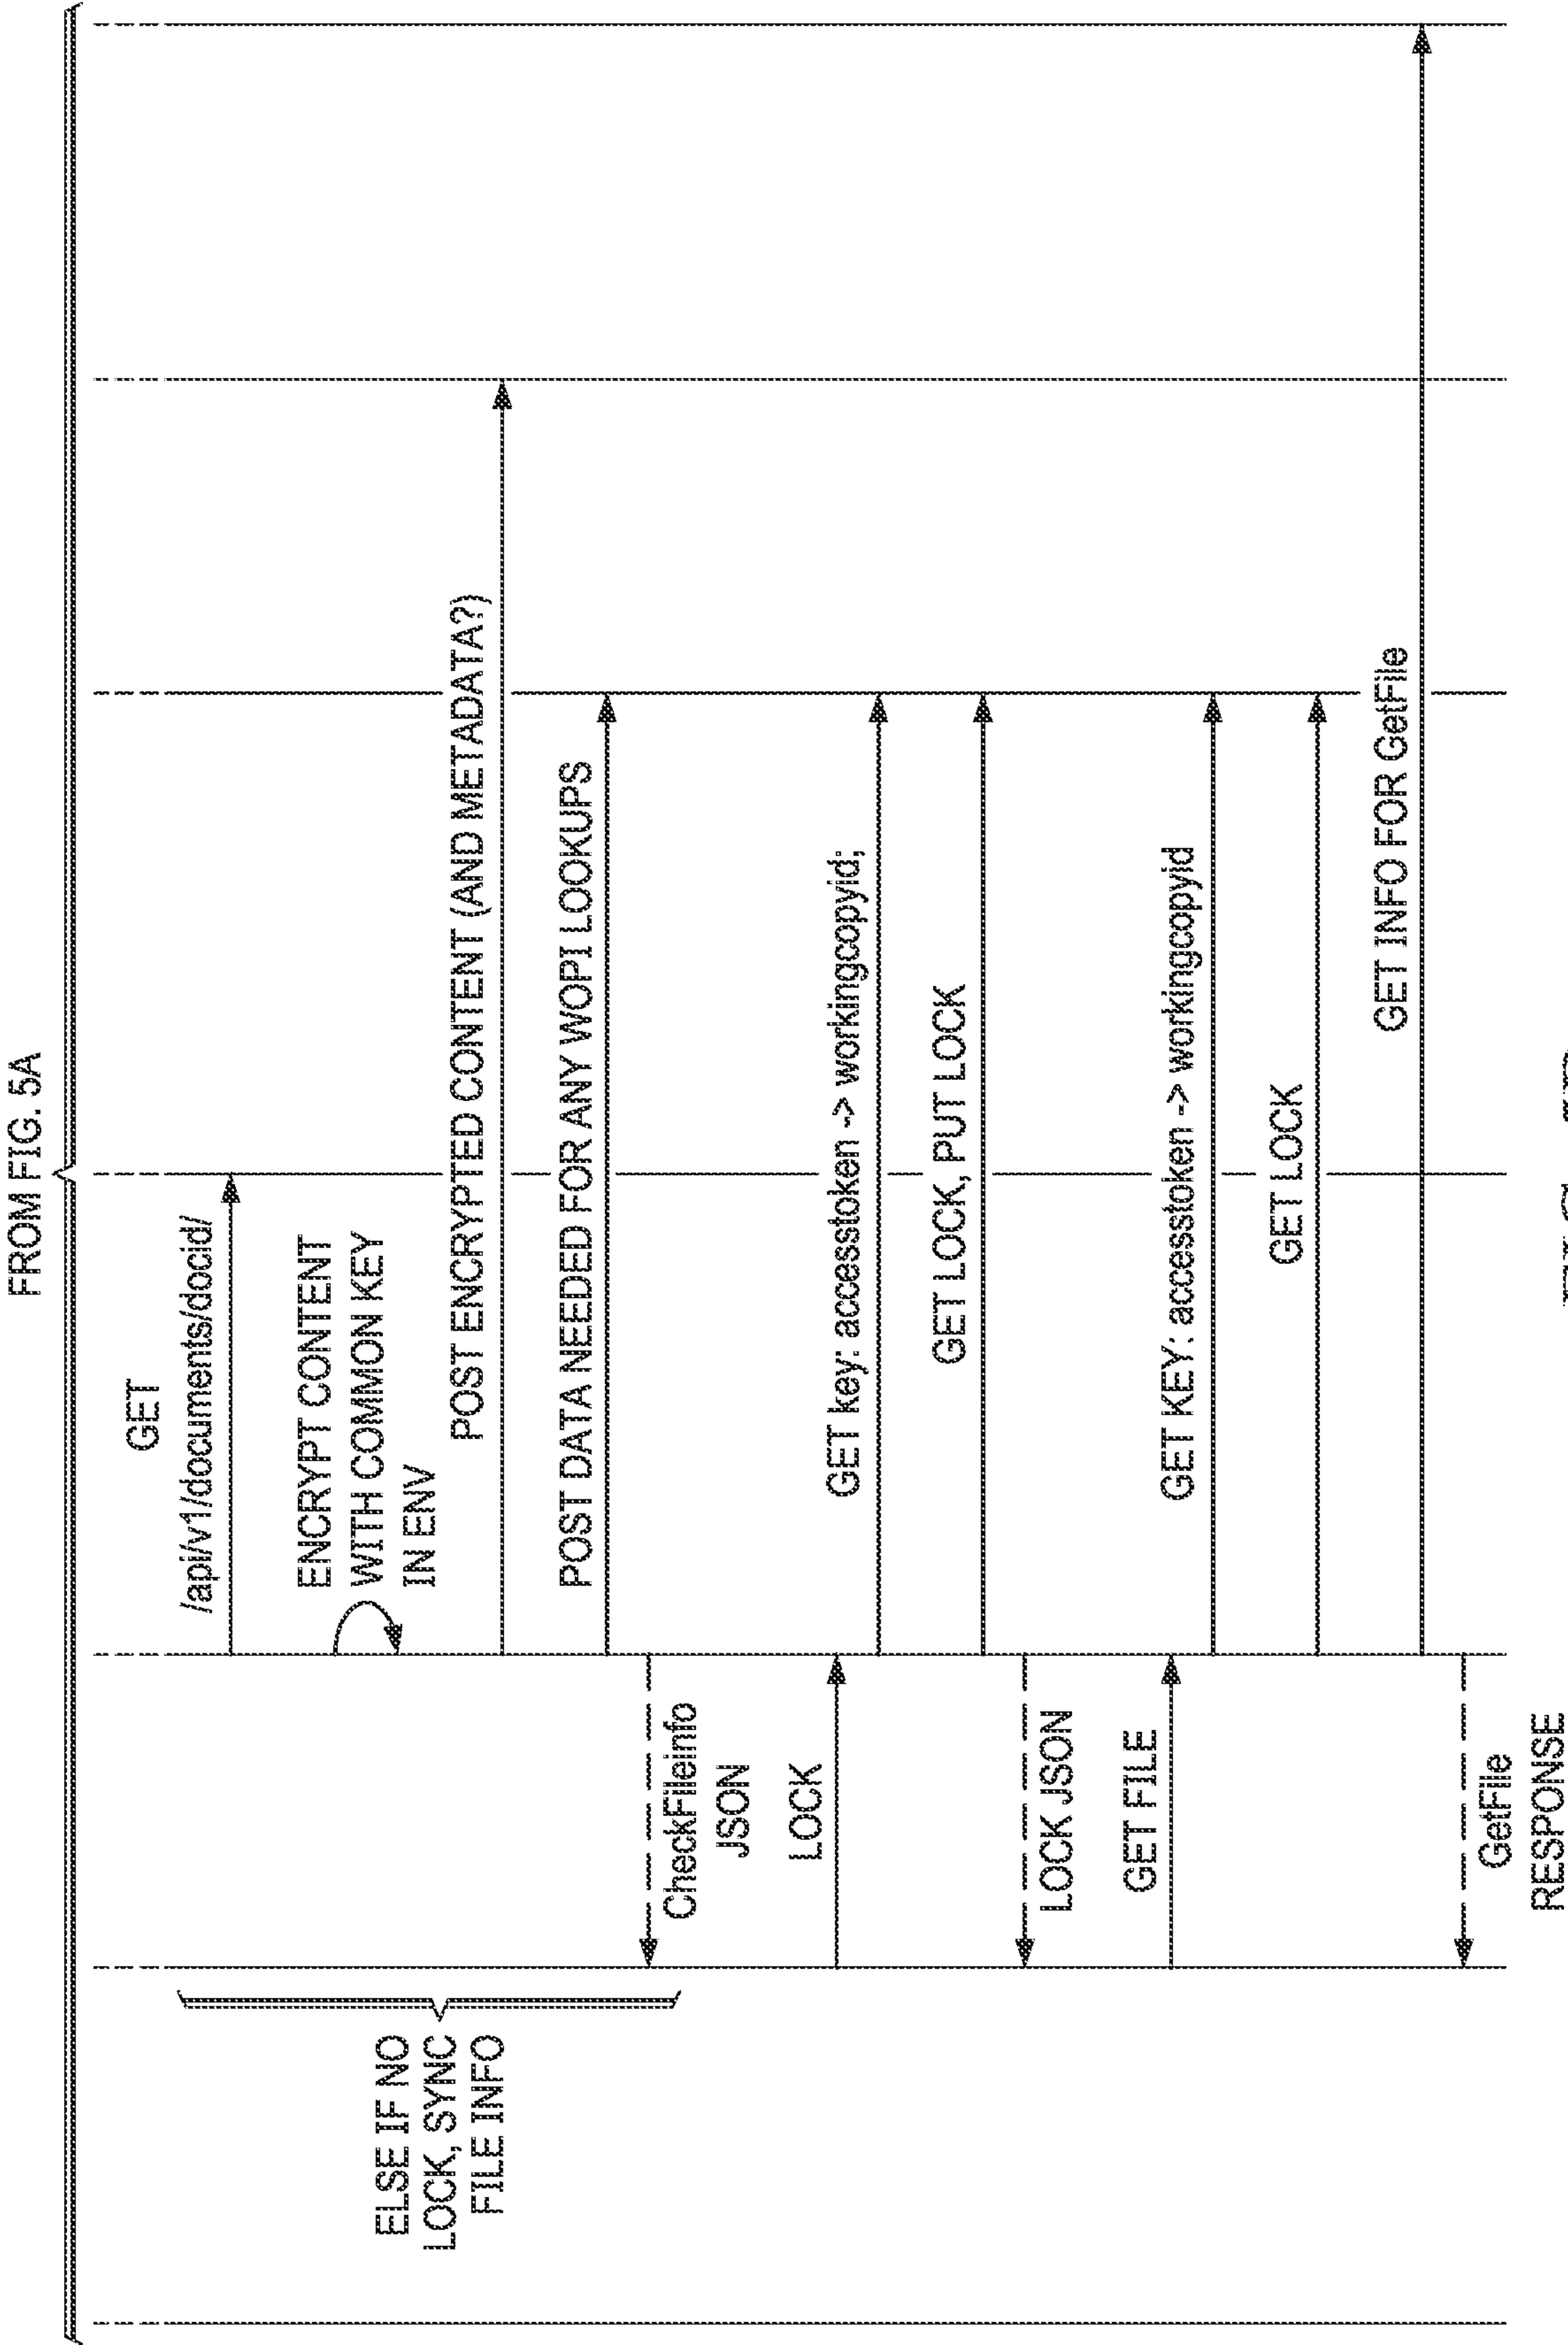 FROM FIG. 5A
GET
/api/v1/documents/docid/
ENCRYPT CONTENT
WITH COMMON KEY
IN ENV
ELSE IF NO
LOCK, SYNC
FILE INFO
POST ENCRYPTED CONTENT (AND METADATA?)
POST DATA NEEDED FOR ANY WOPI LOOKUPS
CheckFileinfo
JSON
LOCK
GET key: accesstoken -> workingcopyid;
GET LOCK, PUT LOCK
LOCK JSON
GET FILE
GET KEY: accesstoken -> workingcopyid
GET LOCK
GET INFO FOR GetFile
GetFile
RESPONSE